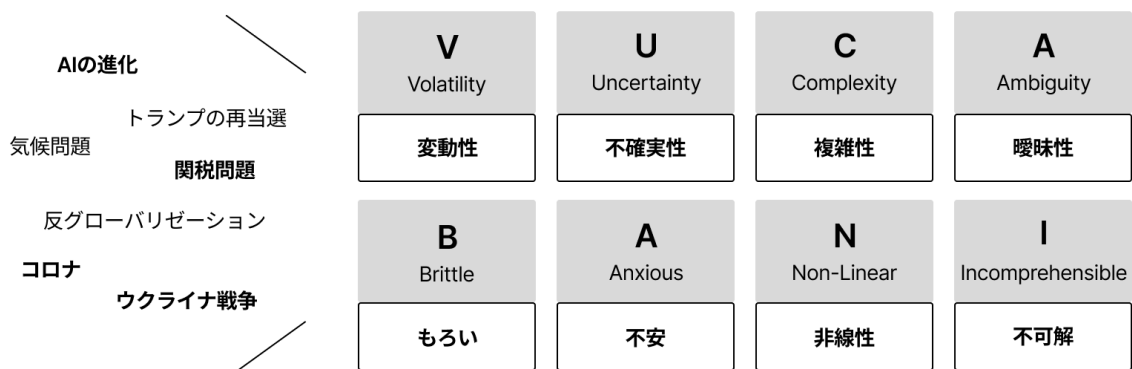 AIの進化
トランプの再当選
気候問題
関税問題
反グローバリゼーション
コロナ
ウクライナ戦争
V
Volatility
変動性
U
Uncertainty
不確実性
C
Complexity
複雑性
A
Ambiguity
曖昧性
B
Brittle
もろい
A
Anxious
不安
N
Non-Linear
非線性
I
Incomprehensible
不可解